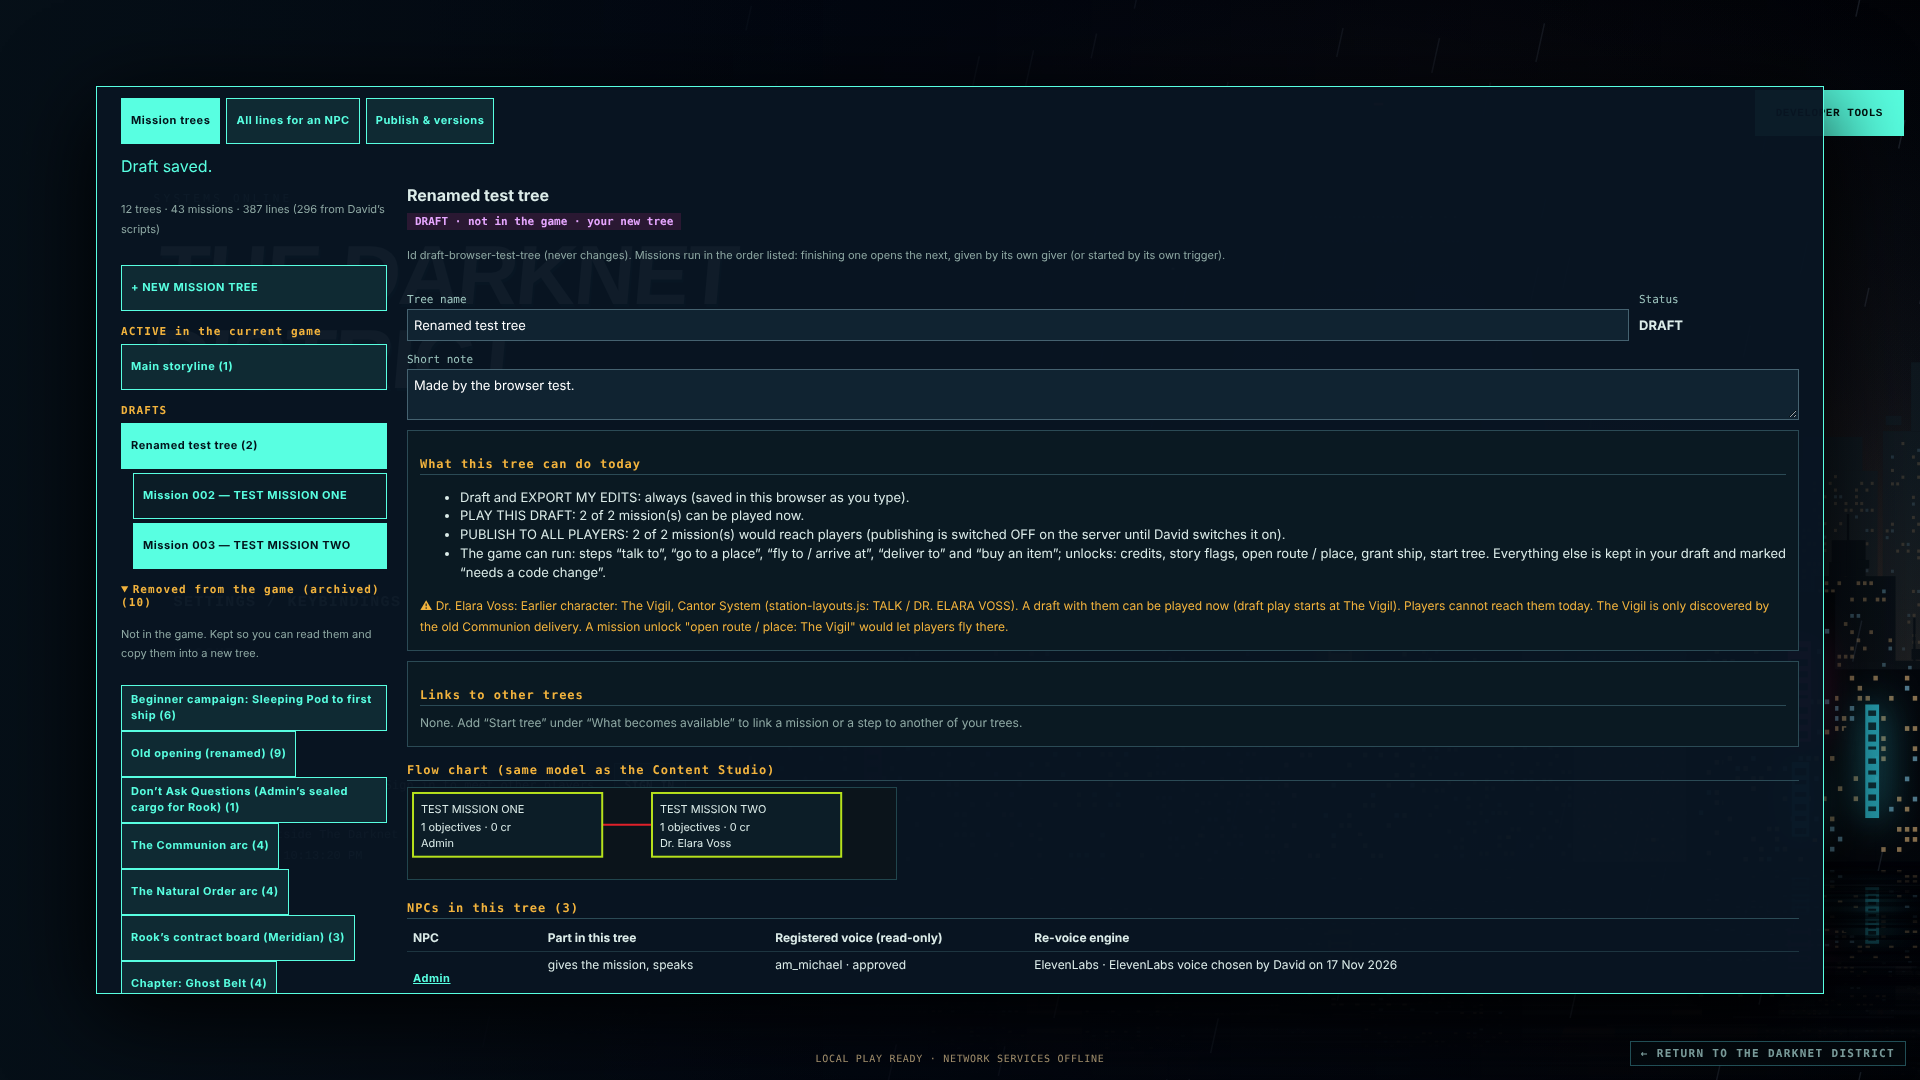 Mission trees
All lines for an NPC
Publish & versions
DEVELOPER TOOLS
Draft saved.
12 trees · 43 missions · 387 lines (296 from David's
scripts)
+ NEW MISSION TREE
ACTIVE in the current game
Main storyline (1)
DRAFTS
Renamed test tree (2)
Mission 002 — TEST MISSION ONE
Mission 003 — TEST MISSION TWO
▼ Removed from the game (archived)
(10)
Not in the game. Kept so you can read them and
copy them into a new tree.
Beginner campaign: Sleeping Pod to first
ship (6)
Old opening (renamed) (9)
Don’t Ask Questions (Admin’s sealed
cargo for Rook) (1)
The Communion arc (4)
The Natural Order arc (4)
Rook’s contract board (Meridian) (3)
Chapter: Ghost Belt (4)
THE DARKNET
DISTRICT
SETTINGS / KEYBINDINGS
Renamed test tree
DRAFT · not in the game · your new tree
Id draft-browser-test-tree (never changes). Missions run in the order listed: finishing one opens the next, given by its own giver (or started by its own trigger).
Tree name
Status
Renamed test tree
DRAFT
Short note
Made by the browser test.
What this tree can do today
• Draft and EXPORT MY EDITS: always (saved in this browser as you type).
• PLAY THIS DRAFT: 2 of 2 mission(s) can be played now.
• PUBLISH TO ALL PLAYERS: 2 of 2 mission(s) would reach players (publishing is switched OFF on the server until David switches it on).
• The game can run: steps “talk to”, “go to a place”, “fly to / arrive at”, “deliver to” and “buy an item”; unlocks: credits, story flags, open route / place, grant ship, start tree. Everything else is kept in your draft and marked
“needs a code change”.
⚠ Dr. Elara Voss: Earlier character: The Vigil, Cantor System (station-layouts.js: TALK / DR. ELARA VOSS). A draft with them can be played now (draft play starts at The Vigil). Players cannot reach them today. The Vigil is only discovered by
the old Communion delivery. A mission unlock "open route / place: The Vigil" would let players fly there.
Links to other trees
None. Add “Start tree” under “What becomes available” to link a mission or a step to another of your trees.
Flow chart (same model as the Content Studio)
TEST MISSION ONE
1 objectives · 0 cr
Admin
TEST MISSION TWO
1 objectives · 0 cr
Dr. Elara Voss
NPCs in this tree (3)
NPC
Part in this tree
Registered voice (read-only)
Re-voice engine
Admin
gives the mission, speaks
am_michael · approved
ElevenLabs · ElevenLabs voice chosen by David on 17 Nov 2026
LOCAL PLAY READY · NETWORK SERVICES OFFLINE
← RETURN TO THE DARKNET DISTRICT